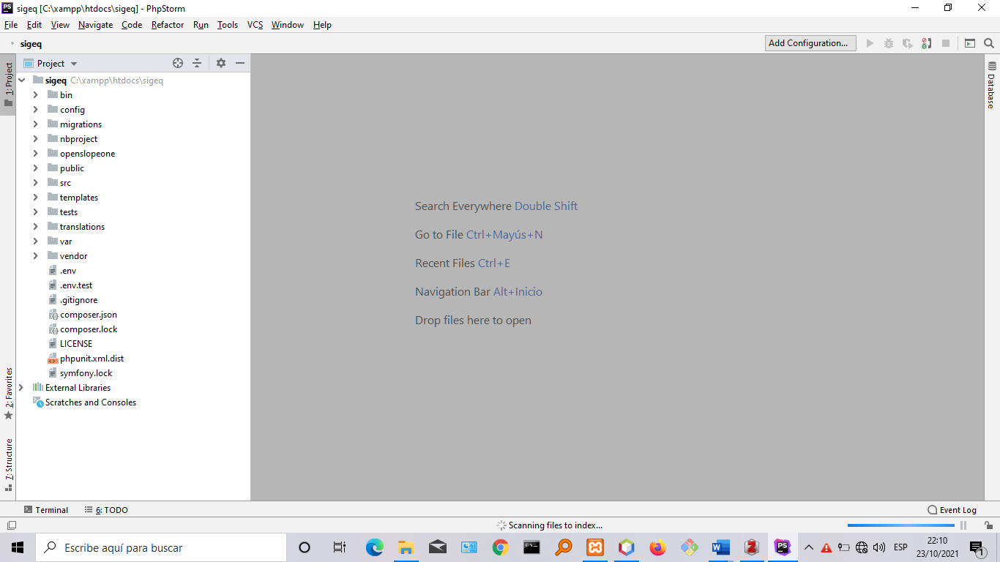 sigeq [C:\xampp\htdocs\sigeq] - PhpStorm
File Edit View Navigate Code Refactor Run Tools VCS Window Help
sigeq
Add Configuration...
1: Project
Project
sigeq C:\xampp\htdocs\sigeq
bin
config
migrations
nbproject
openslopeone
public
src
templates
tests
translations
var
vendor
.env
.env.test
.gitignore
composer.json
composer.lock
LICENSE
phpunit.xml.dist
symfony.lock
External Libraries
Scratches and Consoles
2: Favorites
7: Structure
Search Everywhere Double Shift
Go to File Ctrl+Mayús+N
Recent Files Ctrl+E
Navigation Bar Alt+Inicio
Drop files here to open
Database
Terminal
6: TODO
Event Log
Scanning files to index...
Escribe aquí para buscar
ESP
22:10
23/10/2021
1